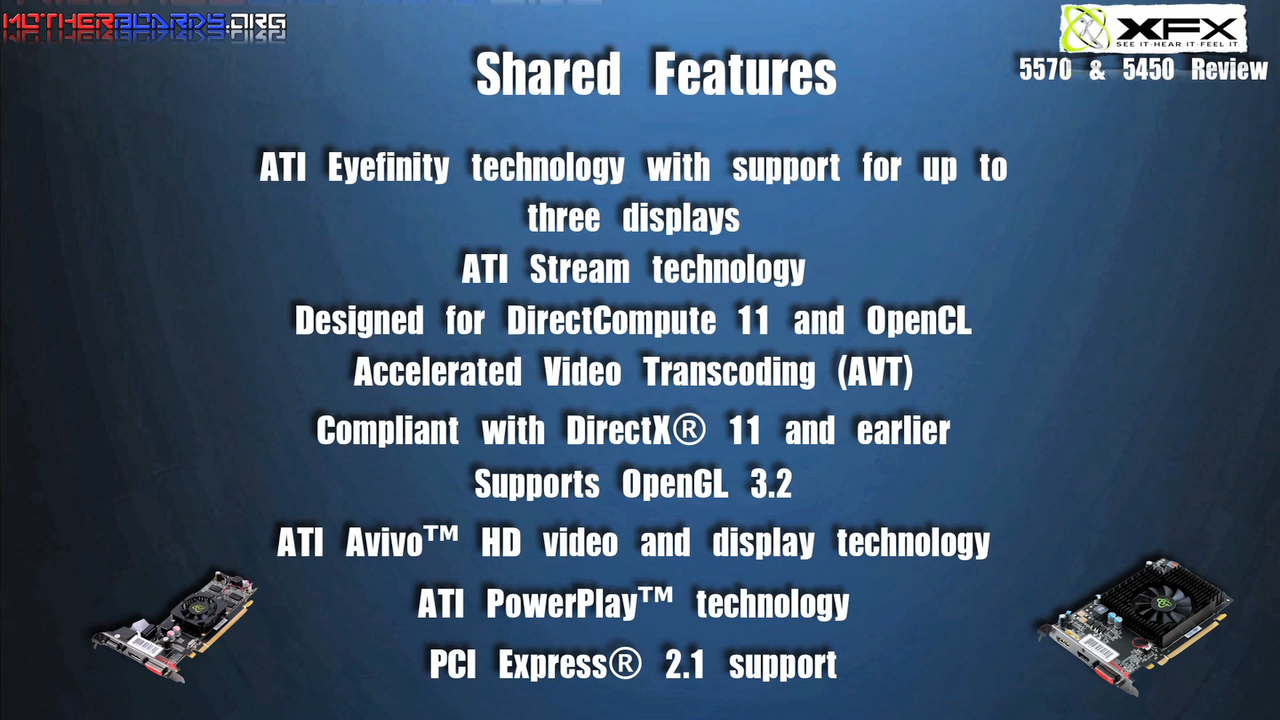 MOTHERBOARDS.ORG
XFX
SEE IT·HEAR IT·FEEL IT
5570 & 5450 Review
Shared Features
ATI Eyefinity technology with support for up to
three displays
ATI Stream technology
Designed for DirectCompute 11 and OpenCL
Accelerated Video Transcoding (AVT)
Compliant with DirectX® 11 and earlier
Supports OpenGL 3.2
ATI Avivo™ HD video and display technology
ATI PowerPlay™ technology
PCI Express® 2.1 support